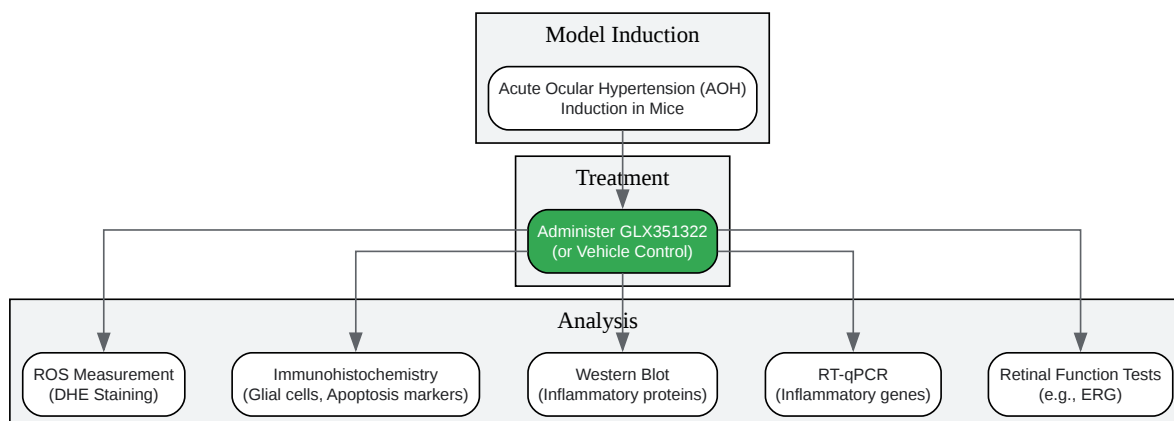 Model Induction
Acute Ocular Hypertension (AOH)
Induction in Mice
Treatment
Administer GLX351322
(or Vehicle Control)
Analysis
ROS Measurement
(DHE Staining)
Immunohistochemistry
(Glial cells, Apoptosis markers)
Western Blot
(Inflammatory proteins)
RT-qPCR
(Inflammatory genes)
Retinal Function Tests
(e.g., ERG)